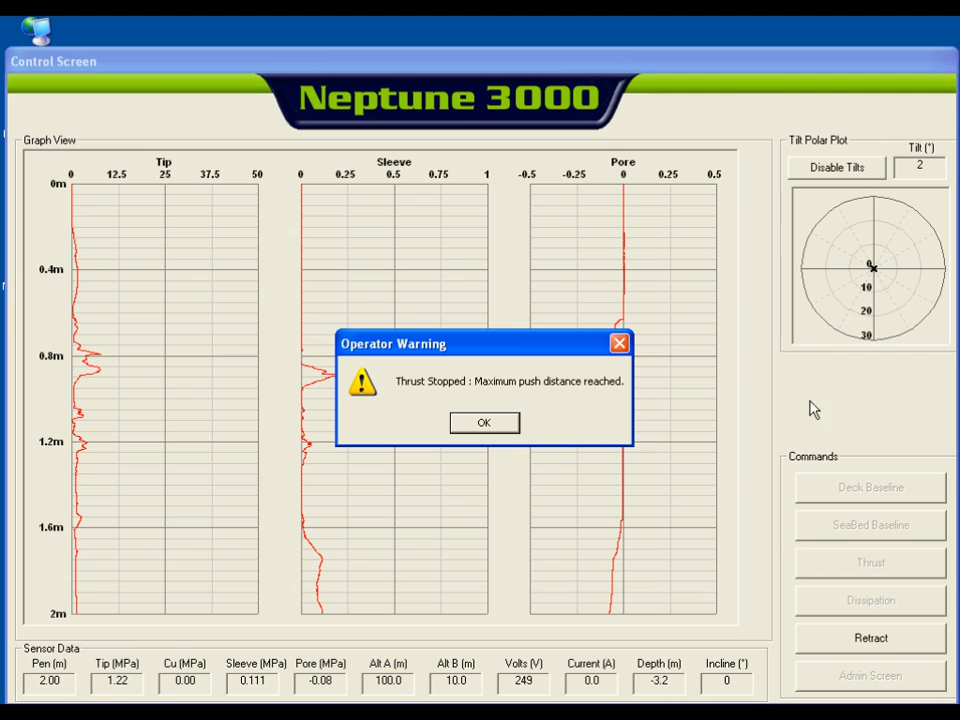 Control Screen
Neptune 3000
Graph View
Tip
0 12.5 25 37.5 50
Sleeve
0 0.25 0.5 0.75 1
Pore
-0.5 -0.25 0 0.25 0.5
0m
0.4m
0.8m
1.2m
1.6m
2m
Tilt Polar Plot
Tilt (°)
Disable Tilts
2
0
10
20
30
Operator Warning
Thrust Stopped : Maximum push distance reached.
OK
Commands
Deck Baseline
SeaBed Baseline
Thrust
Dissipation
Retract
Admin Screen
Sensor Data
Pen (m) Tip (MPa) Cu (MPa) Sleeve (MPa) Pore (MPa) Alt A (m) Alt B (m) Volts (V) Current (A) Depth (m) Incline (°)
2.00 1.22 0.00 0.111 -0.08 100.0 10.0 249 0.0 -3.2 0